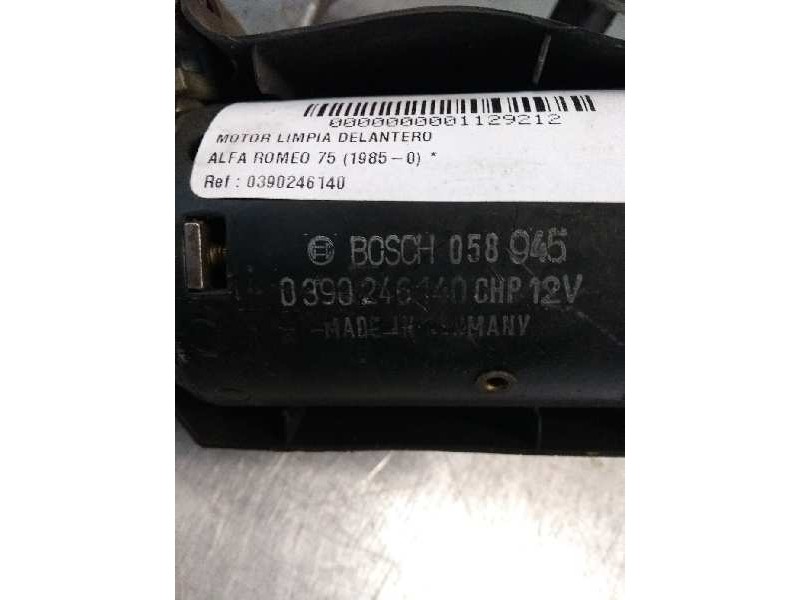 0000000001129212
MOTOR LIMPIA DELANTERO
ALFA ROMEO 75 (1985-0) *
Ref : 0390246140
BOSCH 058 945
0 390 246 140 CHP 12V
MADE IN GERMANY